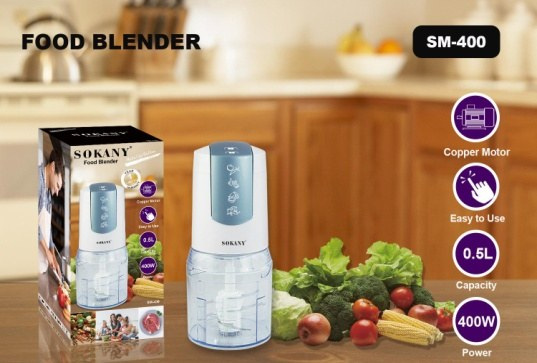 FOOD BLENDER
SM-400
Copper Motor
Easy to Use
0.5L
Capacity
400W
Power
SOKANY
Food Blender
Copper Motor
Easy to Use
0.5L
400W
SOKANY
SOKANY